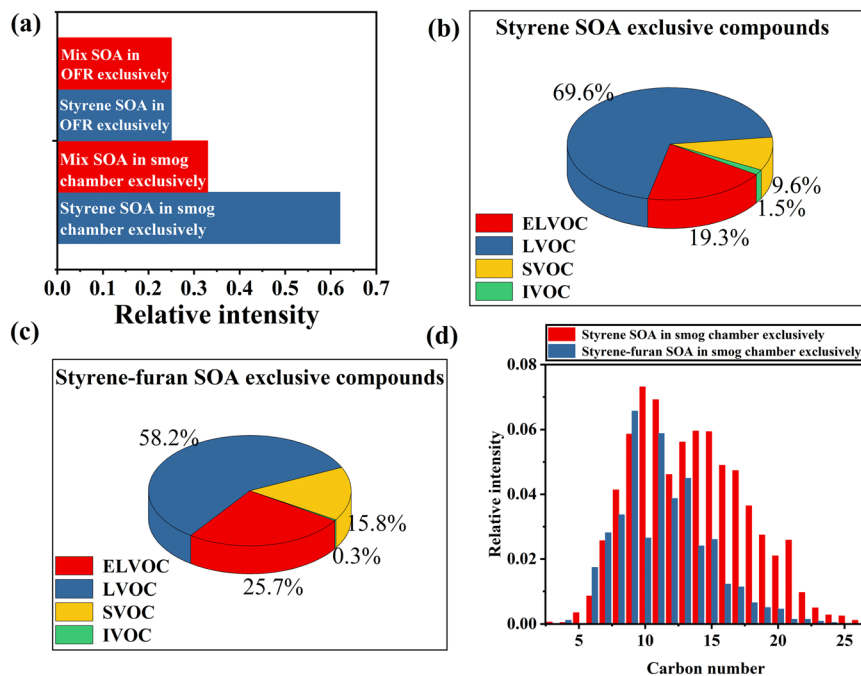 (a)
Mix SOA in
OFR exclusively
Styrene SOA in
OFR exclusively
Mix SOA in smog
chamber exclusively
Styrene SOA in smog
chamber exclusively
0.0 0.1 0.2 0.3 0.4 0.5 0.6 0.7
Relative intensity
(b)
Styrene SOA exclusive compounds
69.6%
9.6%
1.5%
19.3%
ELVOC
LVOC
SVOC
IVOC
(c)
Styrene-furan SOA exclusive compounds
58.2%
15.8%
0.3%
25.7%
ELVOC
LVOC
SVOC
IVOC
(d)
Styrene SOA in smog chamber exclusively
Styrene-furan SOA in smog chamber exclusively
0.08
0.06
0.04
0.02
0.00
Relative intensity
5 10 15 20 25
Carbon number